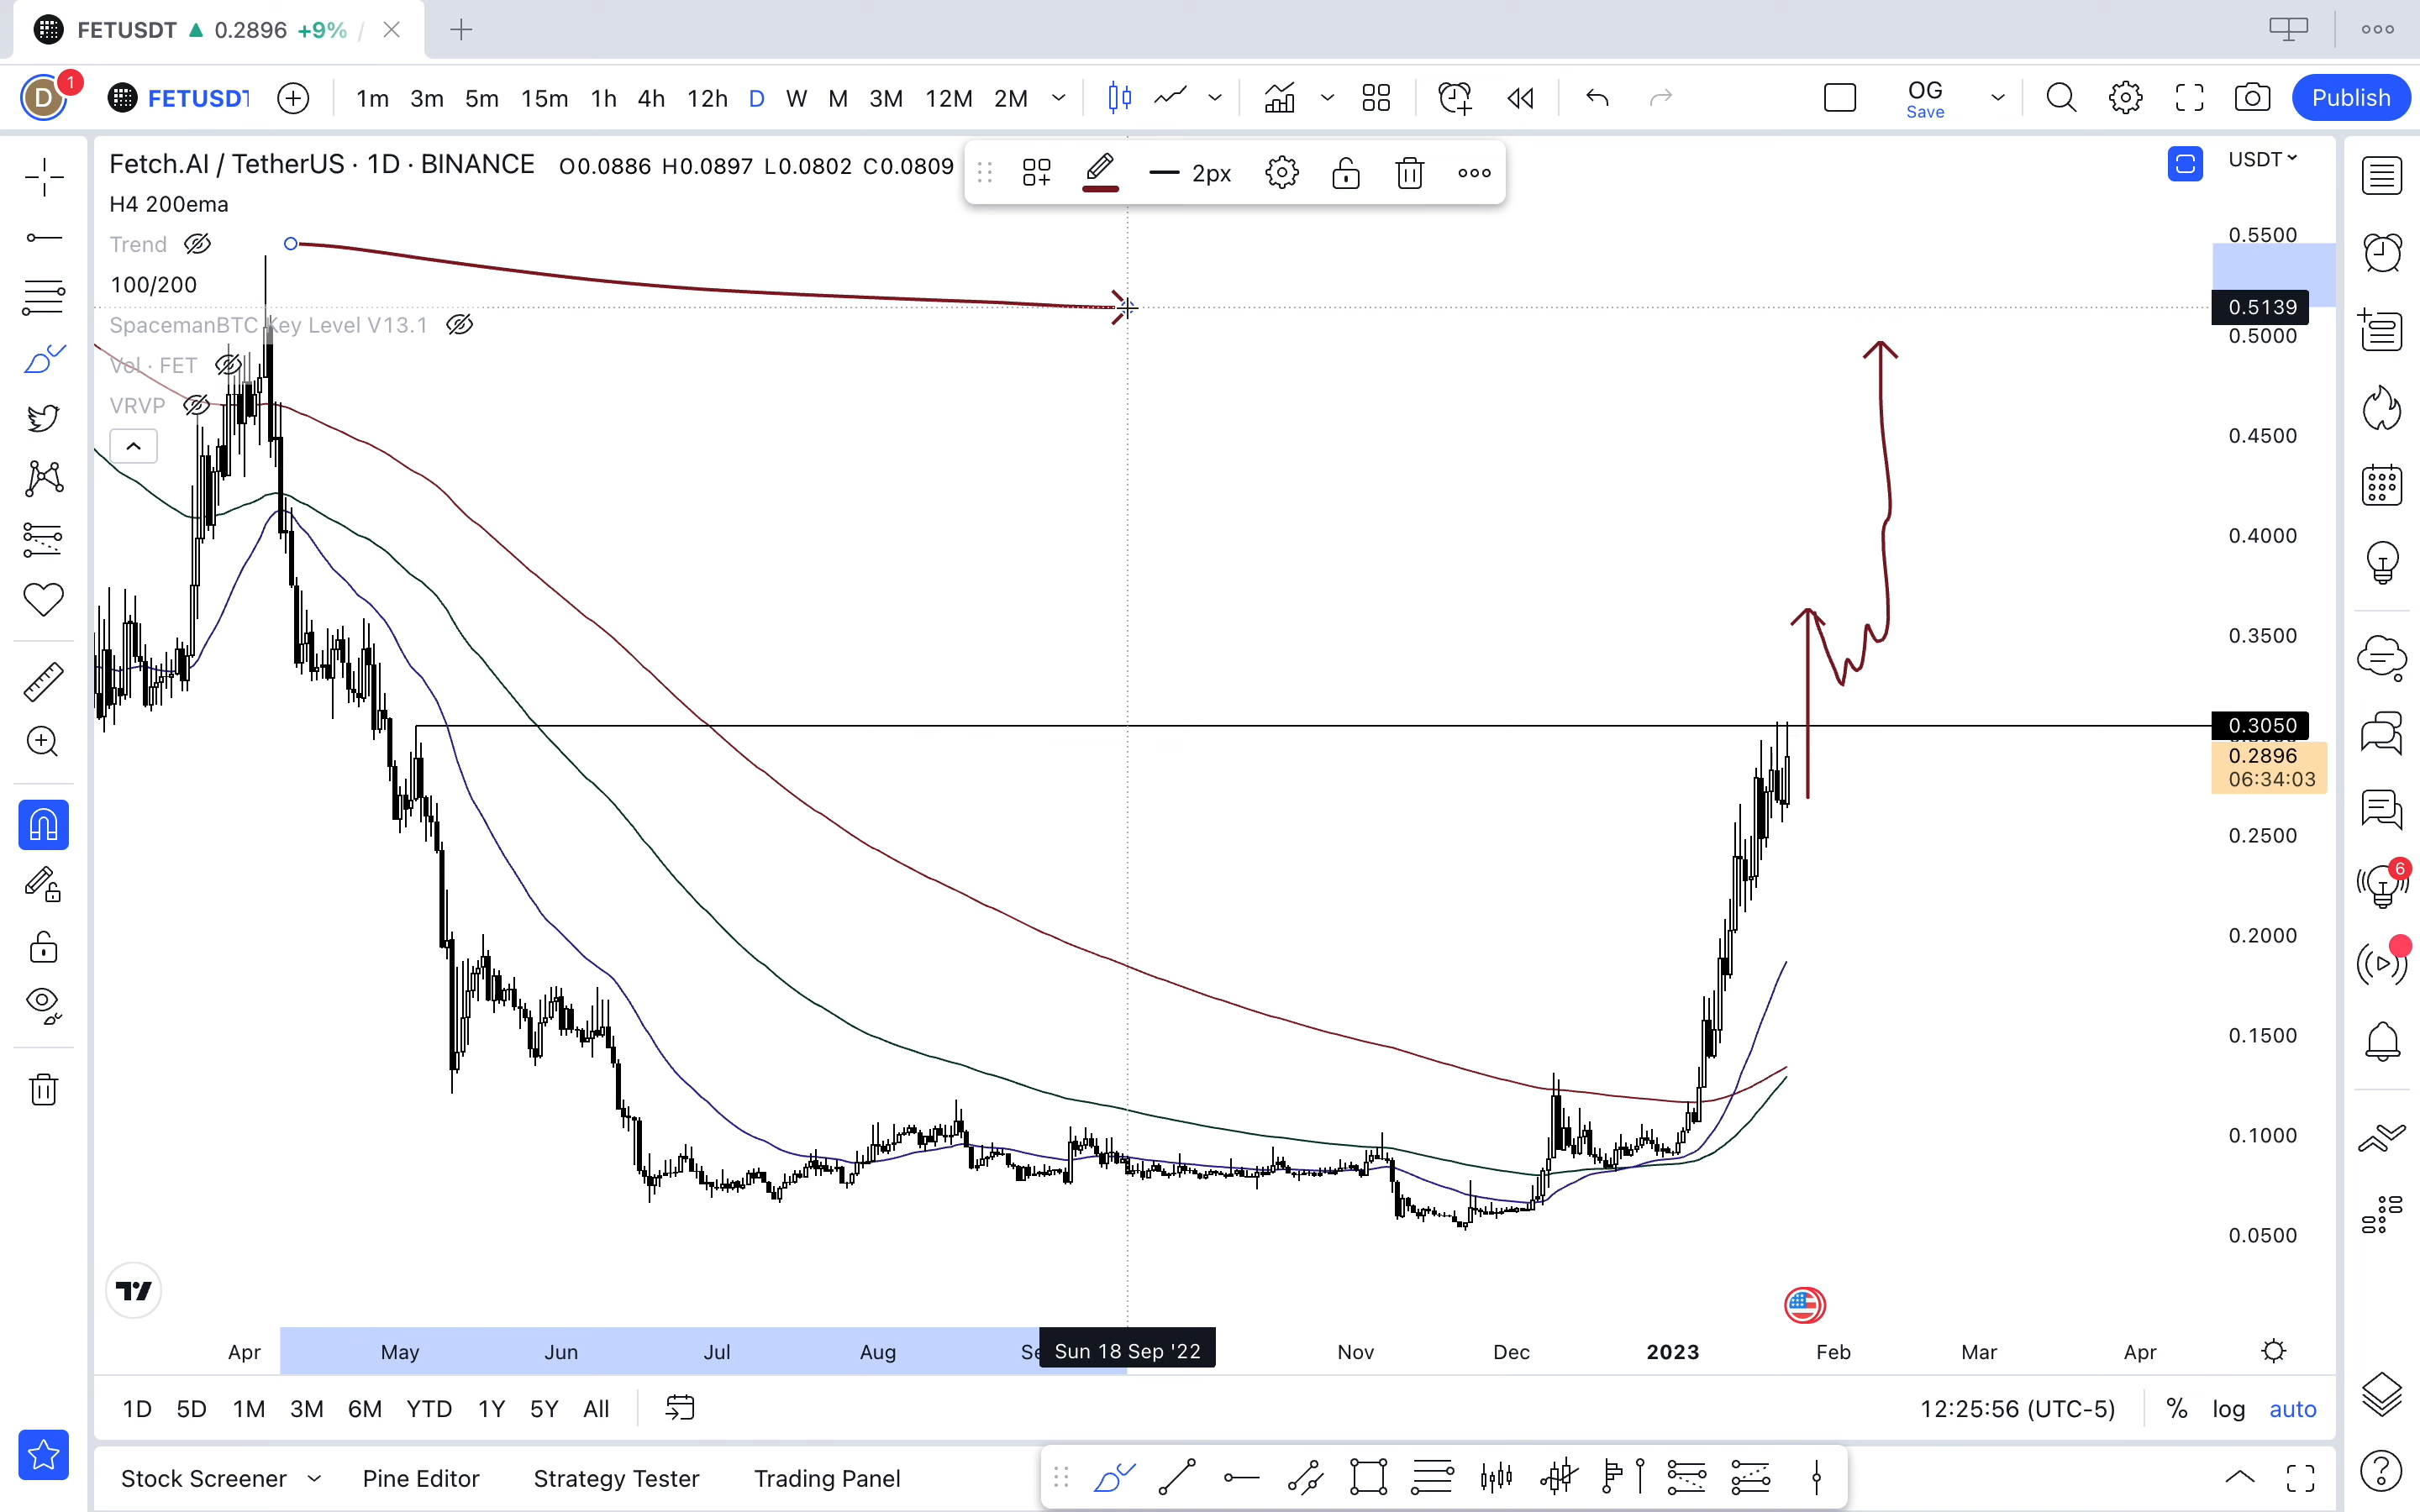 FETUSDT ▲ 0.2896 +9% /
D 1 FETUSDT 1m 3m 5m 15m 1h 4h 12h D W M 3M 12M 2M OG Save Publish
Fetch.AI / TetherUS · 1D · BINANCE O0.0886 H0.0897 L0.0802 C0.0809 2px USDT
H4 200ema
Trend
100/200
SpacemanBTC Key Level V13.1
Vol · FET
VRVP
0.5500
0.5139
0.5000
0.4500
0.4000
0.3500
0.3050
0.2896
06:34:03
0.2500
0.2000
0.1500
0.1000
0.0500
6
Apr May Jun Jul Aug Se Sun 18 Sep '22 Nov Dec 2023 Feb Mar Apr
1D 5D 1M 3M 6M YTD 1Y 5Y All 12:25:56 (UTC-5) % log auto
Stock Screener Pine Editor Strategy Tester Trading Panel